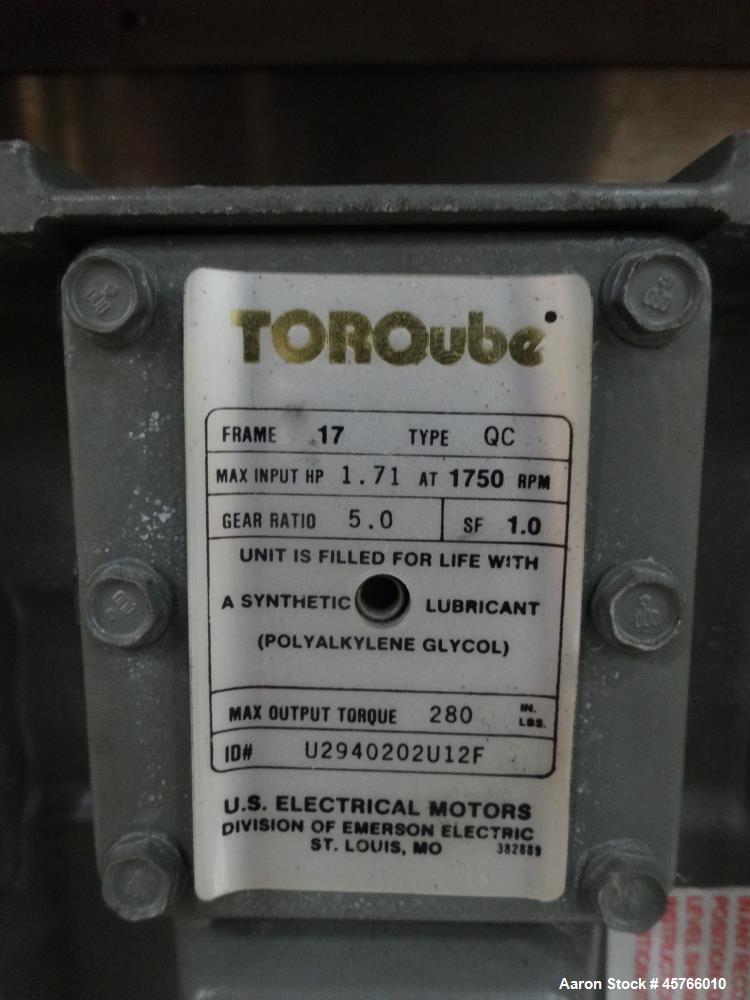 TORQube
FRAME 17 TYPE QC
MAX INPUT HP 1.71 AT 1750 RPM
GEAR RATIO 5.0 SF 1.0
UNIT IS FILLED FOR LIFE WITH
A SYNTHETIC LUBRICANT
(POLYALKYLENE GLYCOL)
MAX OUTPUT TORQUE 280 IN. LBS.
ID# U2940202U12F
U.S. ELECTRICAL MOTORS
DIVISION OF EMERSON ELECTRIC
ST. LOUIS, MO 382889
LEVEL
POSITION
Aaron Stock # 45766010